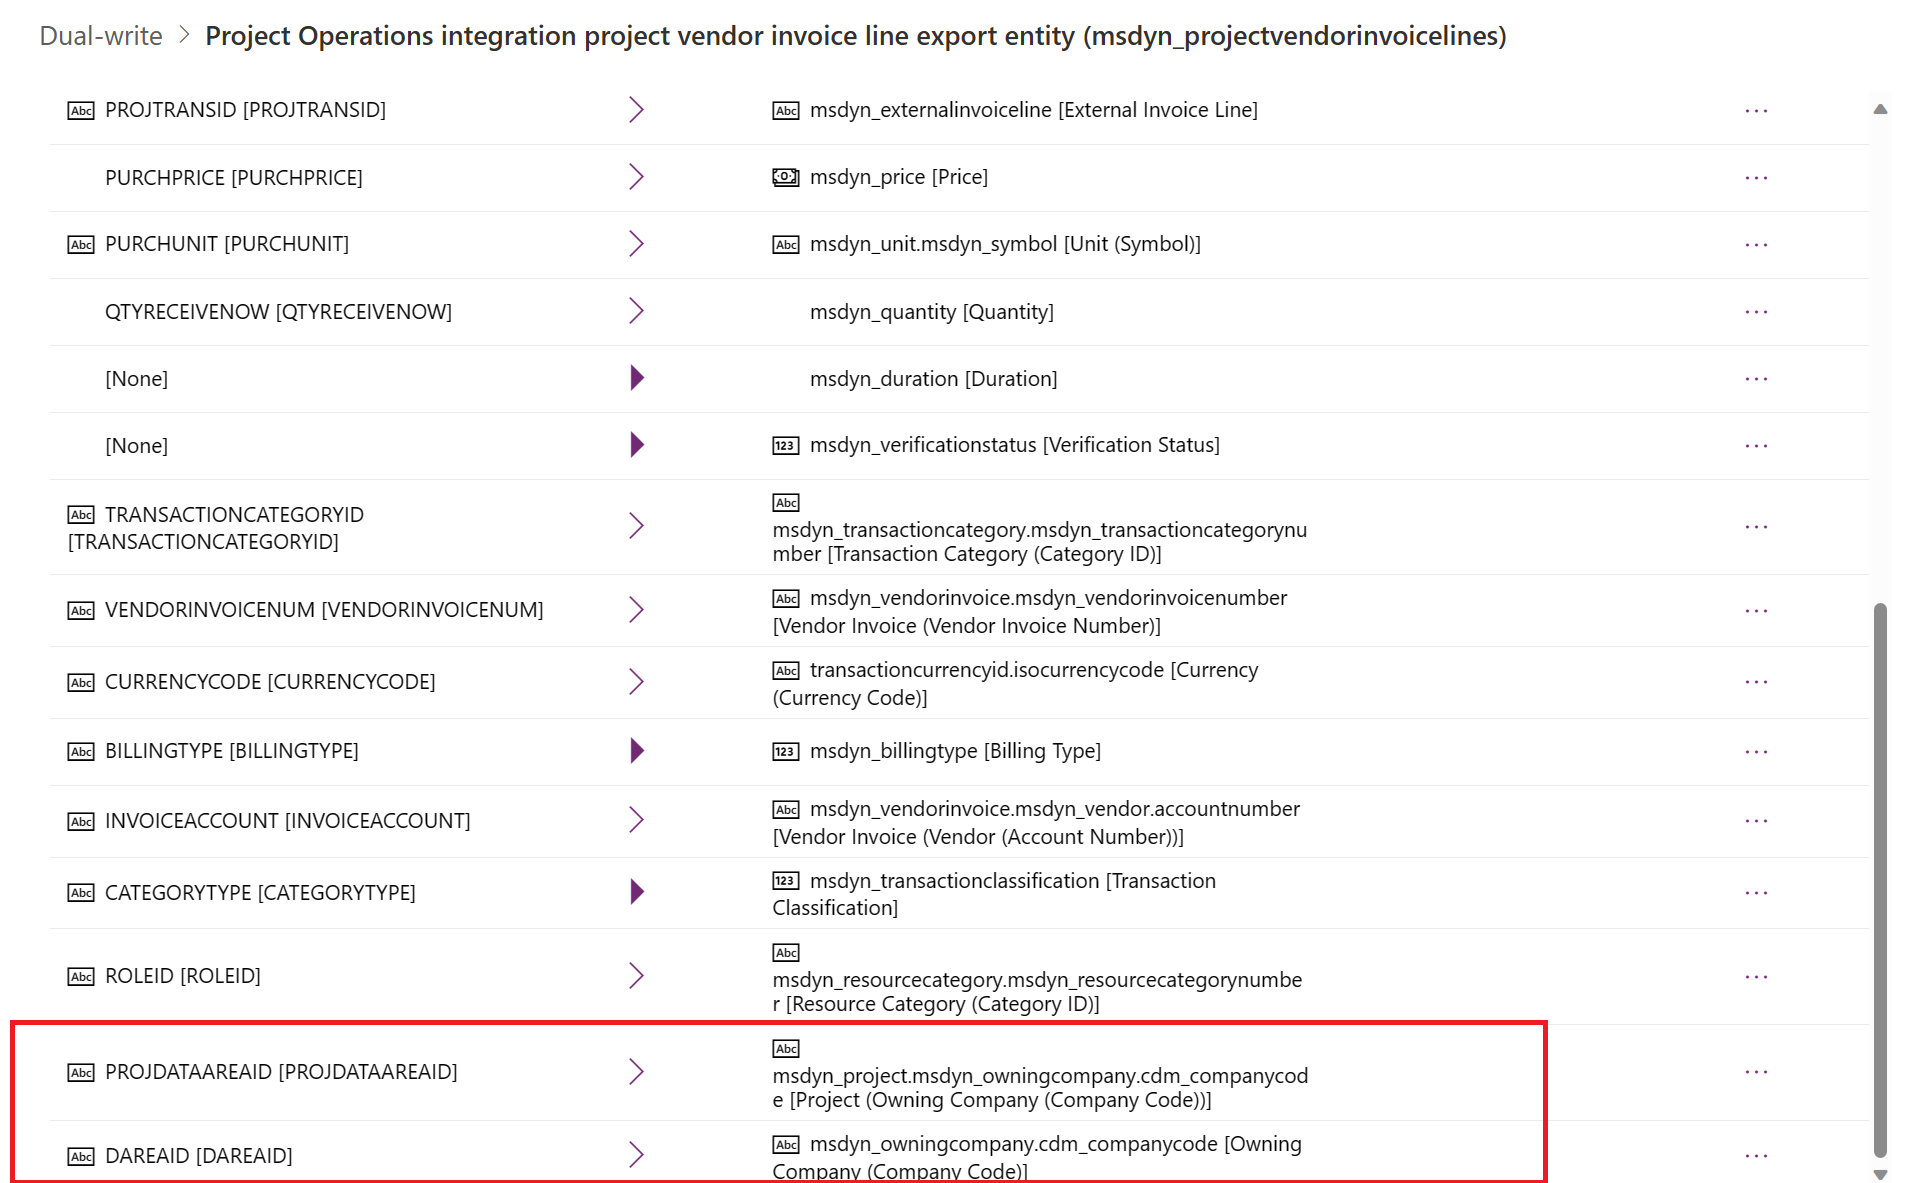 Dual-write > Project Operations integration project vendor invoice line export entity (msdyn_projectvendorinvoicelines)
Abc PROJTRANSID [PROJTRANSID] Abc msdyn_externalinvoiceline [External Invoice Line] ...
PURCHPRICE [PURCHPRICE] msdyn_price [Price] ...
Abc PURCHUNIT [PURCHUNIT] Abc msdyn_unit.msdyn_symbol [Unit (Symbol)] ...
QTYRECEIVENOW [QTYRECEIVENOW] msdyn_quantity [Quantity] ...
[None] msdyn_duration [Duration] ...
[None] 123 msdyn_verificationstatus [Verification Status] ...
Abc TRANSACTIONCATEGORYID
[TRANSACTIONCATEGORYID]
Abc
msdyn_transactioncategory.msdyn_transactioncategorynu
mber [Transaction Category (Category ID)] ...
Abc VENDORINVOICENUM [VENDORINVOICENUM]
Abc msdyn_vendorinvoice.msdyn_vendorinvoicenumber
[Vendor Invoice (Vendor Invoice Number)] ...
Abc CURRENCYCODE [CURRENCYCODE]
Abc transactioncurrencyid.isocurrencycode [Currency
(Currency Code)] ...
Abc BILLINGTYPE [BILLINGTYPE] 123 msdyn_billingtype [Billing Type] ...
Abc INVOICEACCOUNT [INVOICEACCOUNT]
Abc msdyn_vendorinvoice.msdyn_vendor.accountnumber
[Vendor Invoice (Vendor (Account Number))] ...
Abc CATEGORYTYPE [CATEGORYTYPE]
123 msdyn_transactionclassification [Transaction
Classification] ...
Abc ROLEID [ROLEID]
Abc
msdyn_resourcecategory.msdyn_resourcecategorynumbe
r [Resource Category (Category ID)] ...
Abc PROJDATAAREAID [PROJDATAAREAID]
Abc
msdyn_project.msdyn_owningcompany.cdm_companycod
e [Project (Owning Company (Company Code))] ...
Abc DAREAID [DAREAID]
Abc msdyn_owningcompany.cdm_companycode [Owning
Company (Company Code)] ...